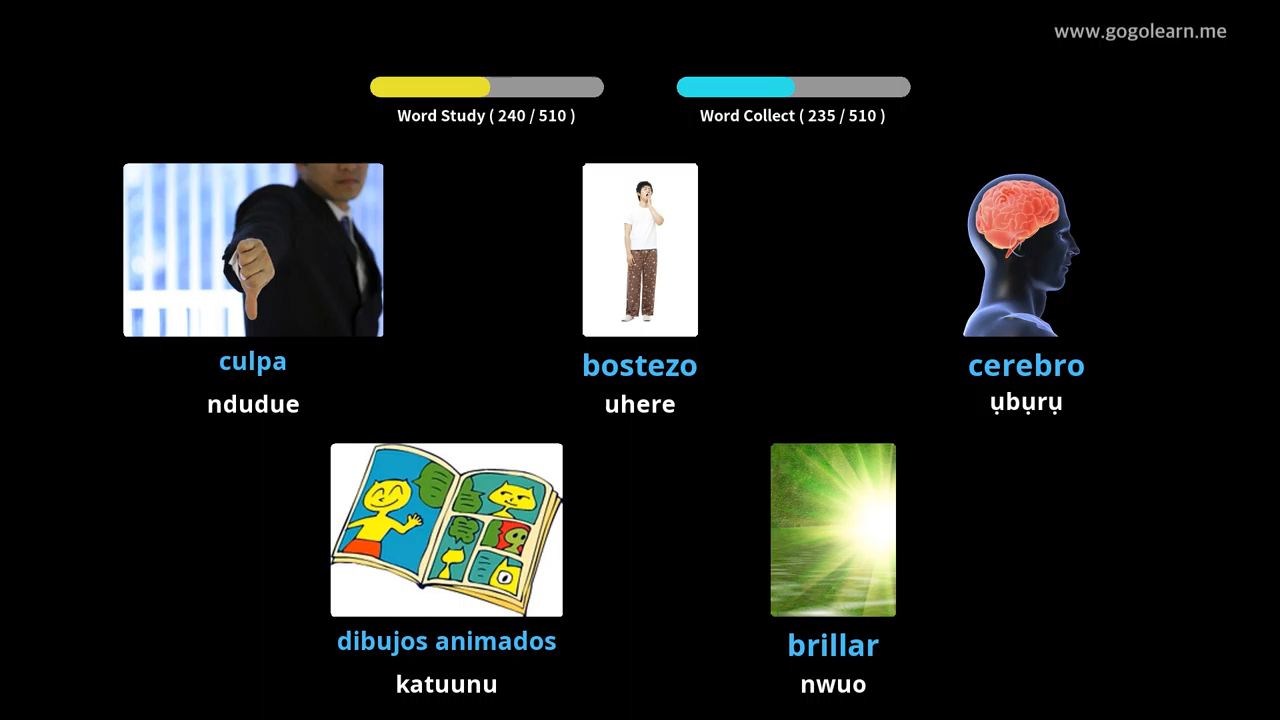 www.gogolearn.me
Word Study ( 240 / 510 )
Word Collect ( 235 / 510 )
culpa
ndudue
bostezo
uhere
cerebro
ụbụrụ
dibujos animados
katuunu
brillar
nwuo